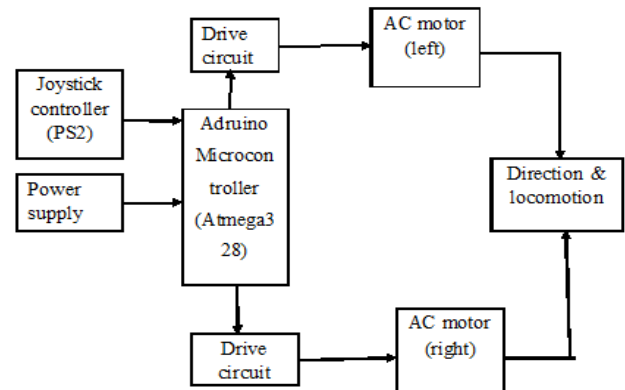 Drive
circuit
AC motor
(left)
Joystick
controller
(PS2)
Adruino
Microcon
troller
(Atmega3
28)
Power
supply
Direction &
locomotion
Drive
circuit
AC motor
(right)